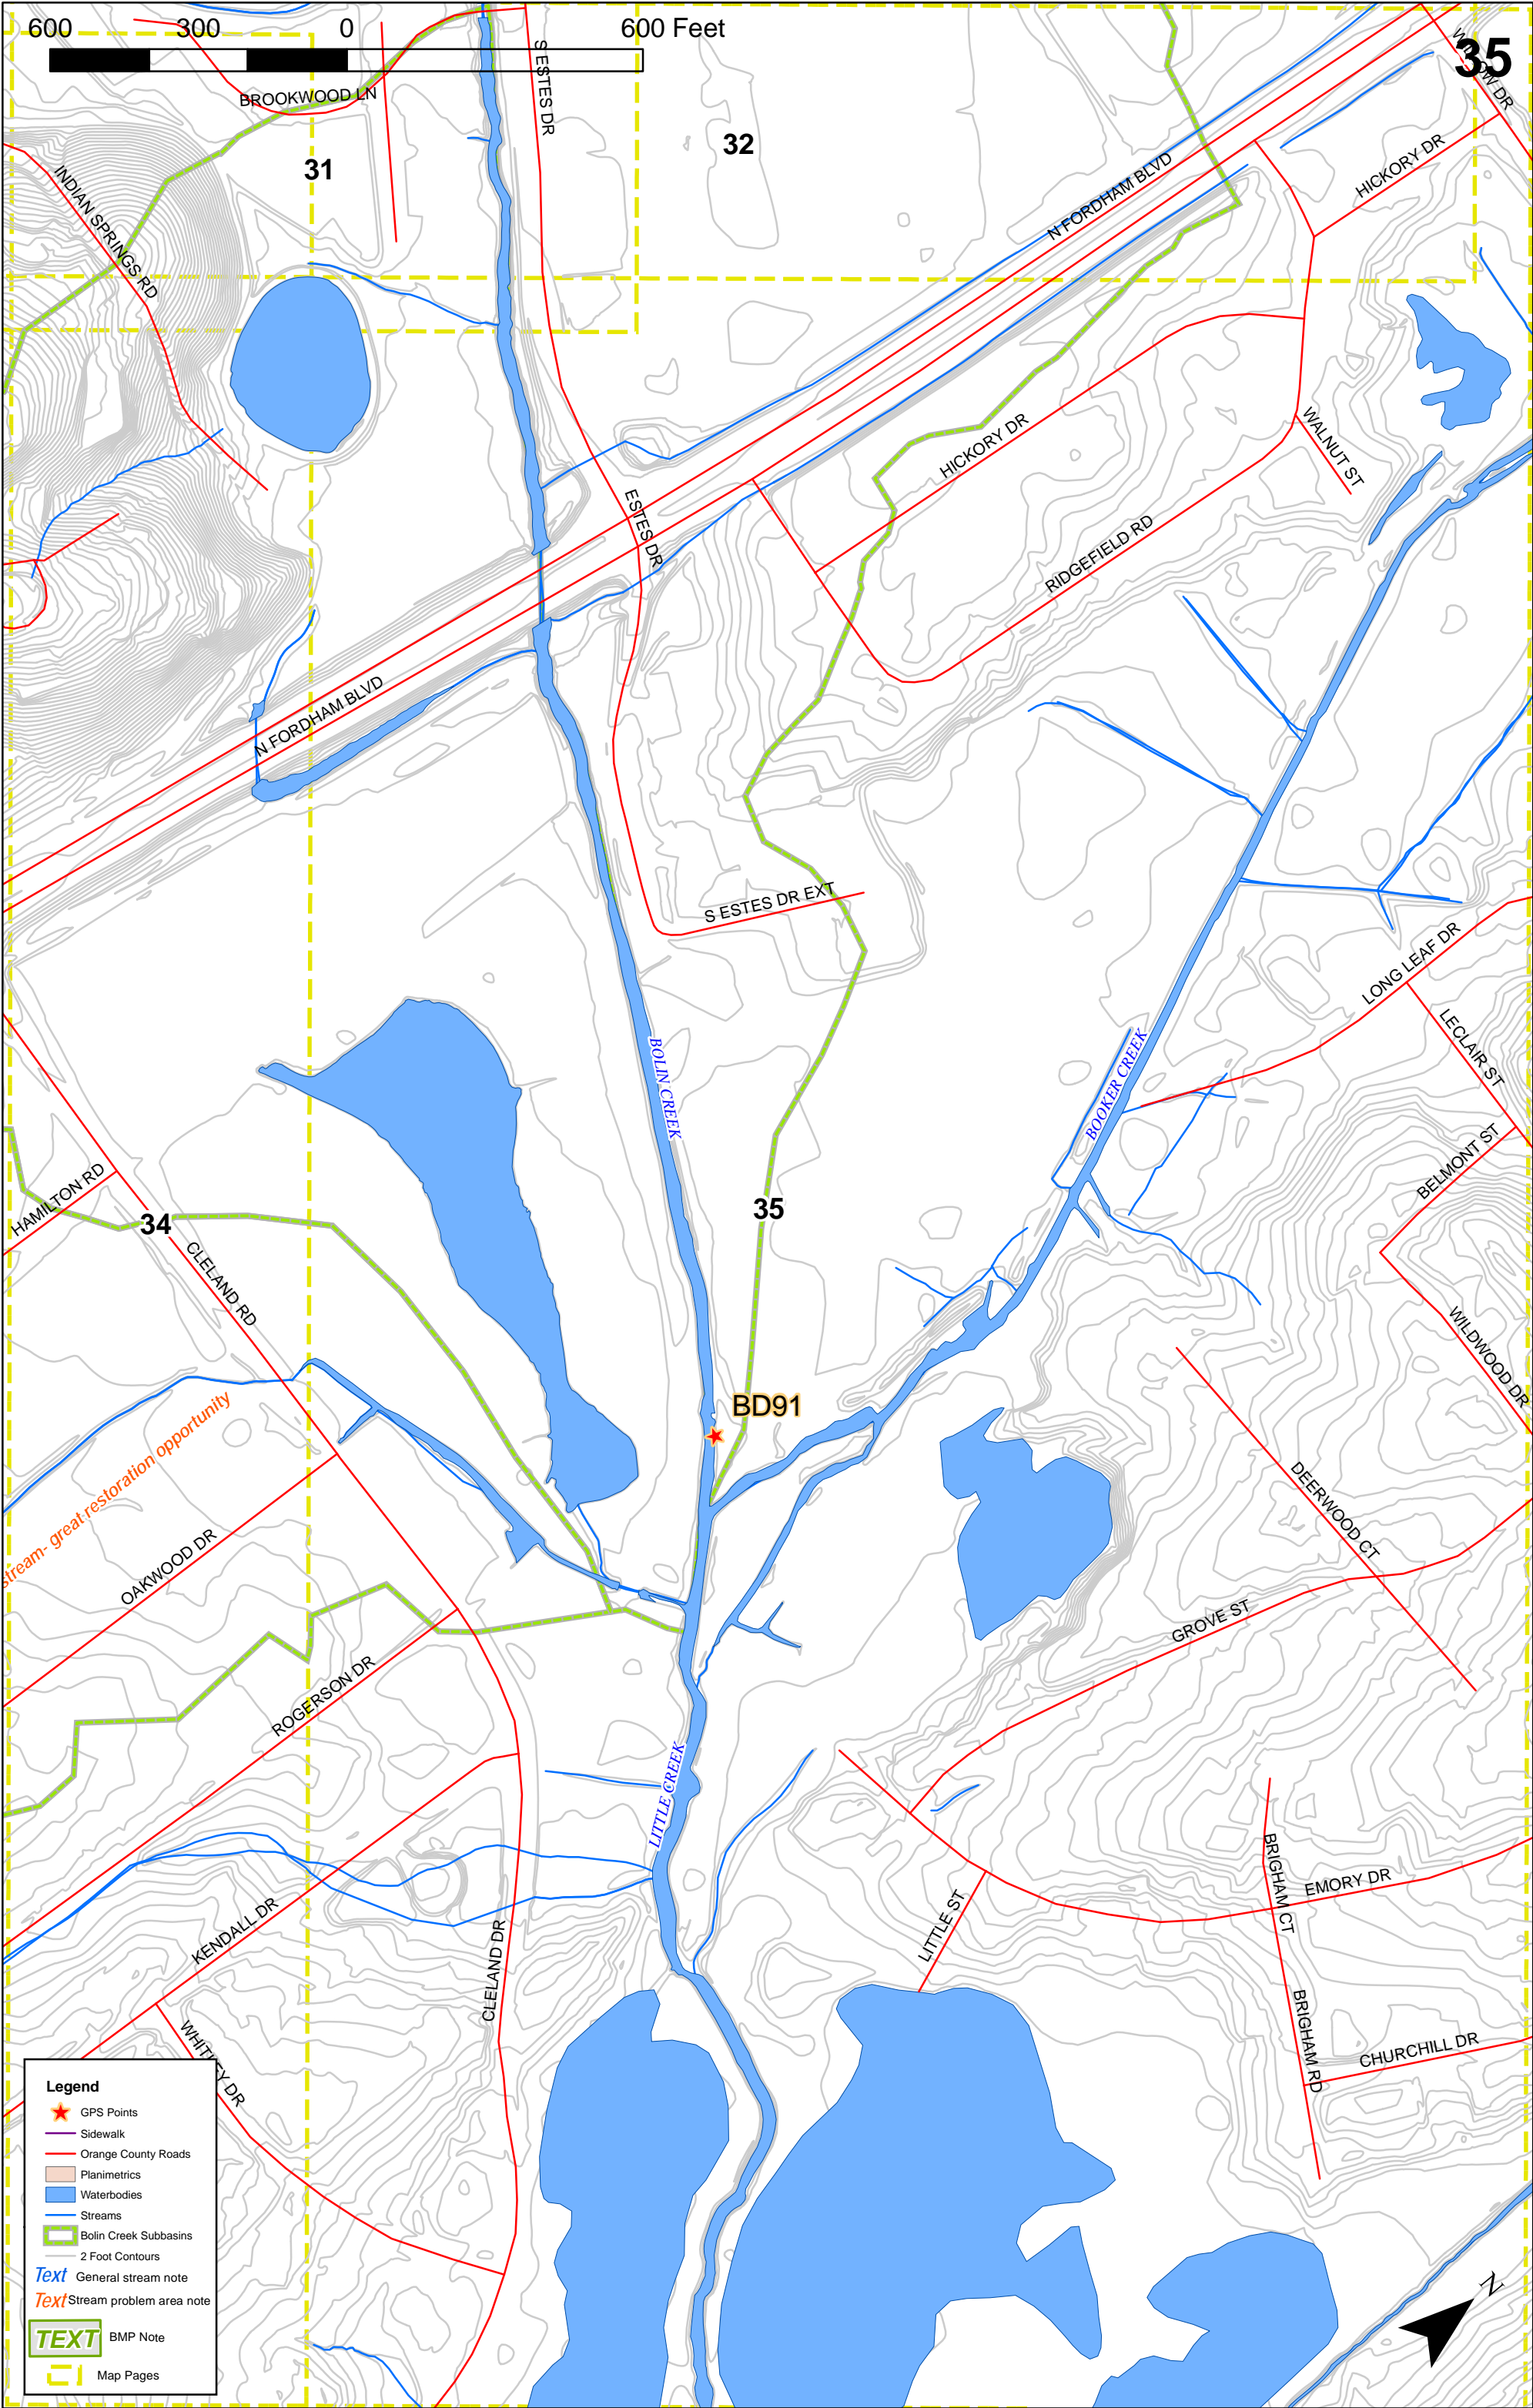 600 300 0 600 Feet
35
WILLOW DR
S ESTES DR
BROOKWOOD LN
31
32
HICKORY DR
N FORDHAM BLVD
INDIAN SPRINGS RD
HICKORY DR
WALNUT ST
ESTES DR
RIDGEFIELD RD
N FORDHAM BLVD
S ESTES DR EXT
LONG LEAF DR
LECLAIR ST
BOLIN CREEK
BOOKER CREEK
BELMONT ST
HAMILTON RD
34
35
CLELAND RD
WILDWOOD DR
BD91
stream- great restoration opportunity
DEERWOOD CT
OAKWOOD DR
GROVE ST
ROGERSON DR
LITTLE CREEK
BRIGHAM CT
EMORY DR
KENDALL DR
LITTLE ST
CLELAND DR
BRIGHAM RD
CHURCHILL DR
Legend
GPS Points
Sidewalk
Orange County Roads
Planimetrics
Waterbodies
Streams
Bolin Creek Subbasins
2 Foot Contours
Text General stream note
Text Stream problem area note
TEXT BMP Note
Map Pages
N